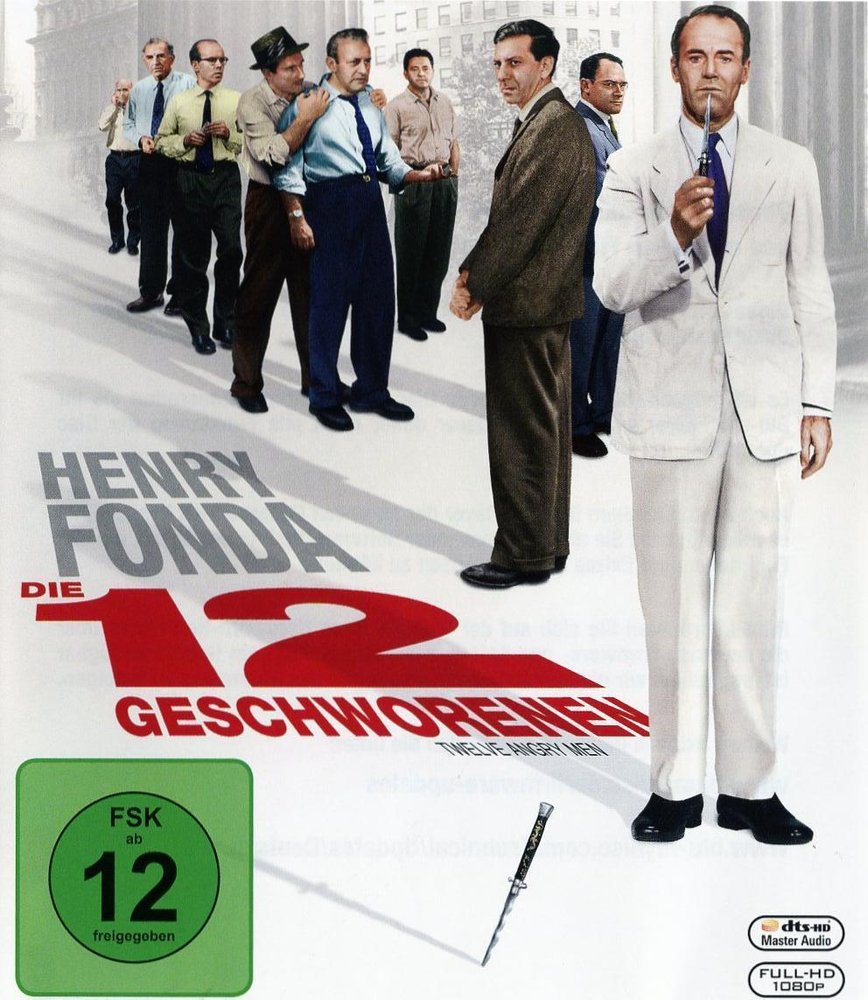 HENRY
FONDA
DIE
12
GESCHWORENEN
TWELVE ANGRY MEN
FSK
ab
12
freigegeben
dts-HD
Master Audio
FULL-HD
1080p